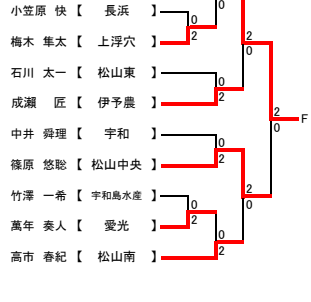 0
小笠原 快 【 長浜 】
0
2
梅木 隼太 【 上浮穴 】
2
0
石川 太一 【 松山東 】
0
2
成瀬 匠 【 伊予農 】
2
0
F
中井 舜理 【 宇和 】
0
2
篠原 悠聡 【 松山中央 】
2
0
竹澤 一希 【 宇和島水産 】
0
2
萬年 奏人 【 愛光 】
0
2
高市 春紀 【 松山南 】